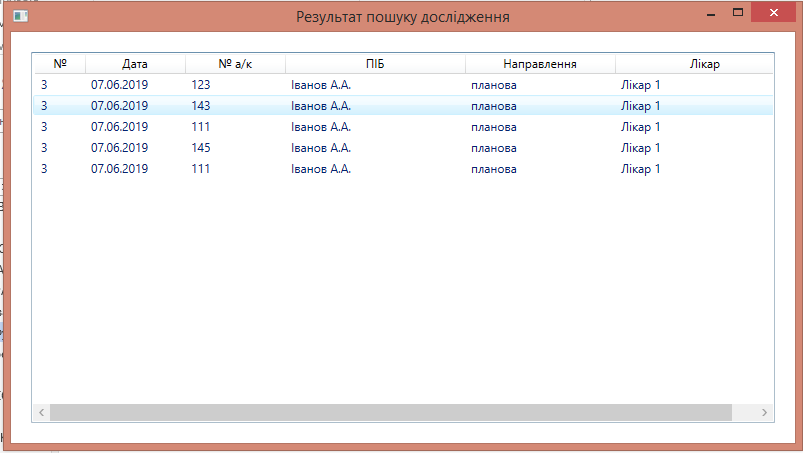 Результат пошуку дослідження
№ Дата № а/к ПІБ Направлення Лікар
3 07.06.2019 123 Іванов А.А. планова Лікар 1
3 07.06.2019 143 Іванов А.А. планова Лікар 1
3 07.06.2019 111 Іванов А.А. планова Лікар 1
3 07.06.2019 145 Іванов А.А. планова Лікар 1
3 07.06.2019 111 Іванов А.А. планова Лікар 1